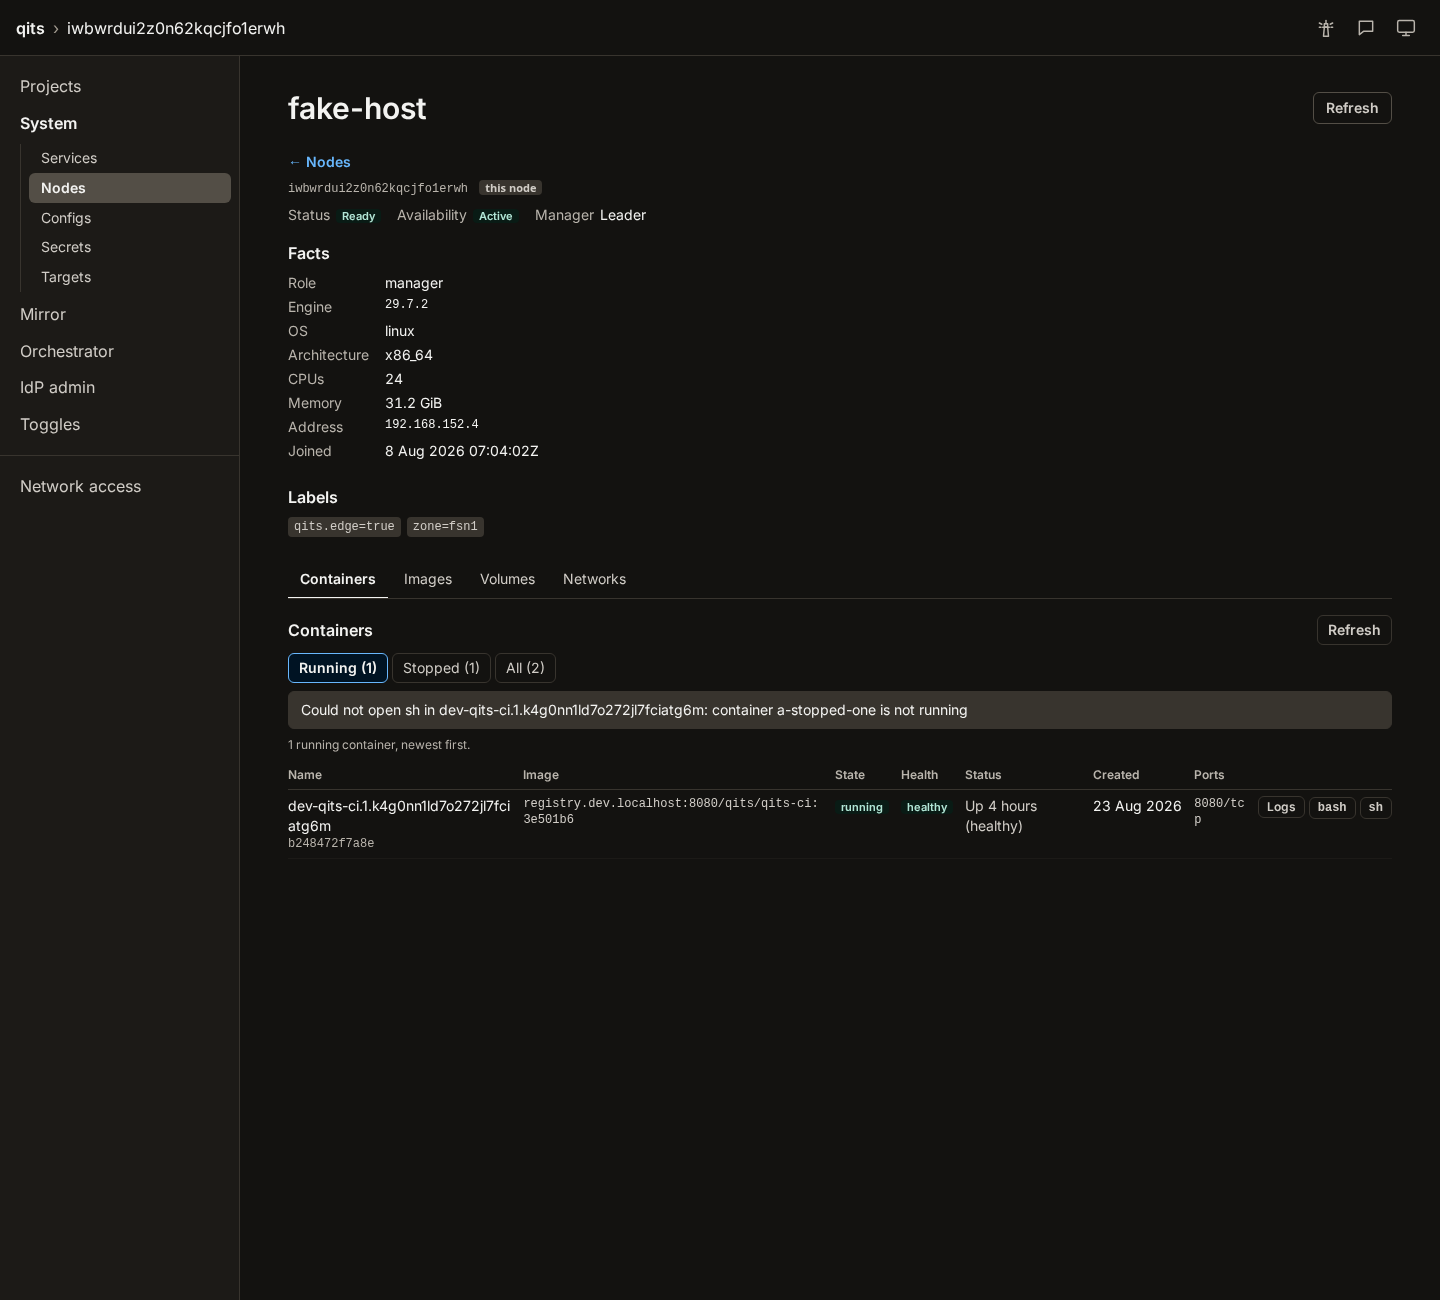 qits › iwbwrdui2z0n62kqcjfo1erwh
Projects
System
Services
Nodes
Configs
Secrets
Targets
Mirror
Orchestrator
IdP admin
Toggles
Network access
fake-host
Refresh
← Nodes
iwbwrdui2z0n62kqcjfo1erwh this node
Status Ready Availability Active Manager Leader
Facts
Role manager
Engine 29.7.2
OS linux
Architecture x86_64
CPUs 24
Memory 31.2 GiB
Address 192.168.152.4
Joined 8 Aug 2026 07:04:02Z
Labels
qits.edge=true zone=fsn1
Containers Images Volumes Networks
Containers
Refresh
Running (1) Stopped (1) All (2)
Could not open sh in dev-qits-ci.1.k4g0nn1ld7o272jl7fciatg6m: container a-stopped-one is not running
1 running container, newest first.
Name Image State Health Status Created Ports
dev-qits-ci.1.k4g0nn1ld7o272jl7fci
atg6m
b248472f7a8e
registry.dev.localhost:8080/qits/qits-ci:
3e501b6
running
healthy
Up 4 hours
(healthy)
23 Aug 2026
8080/tc
p
Logs bash sh